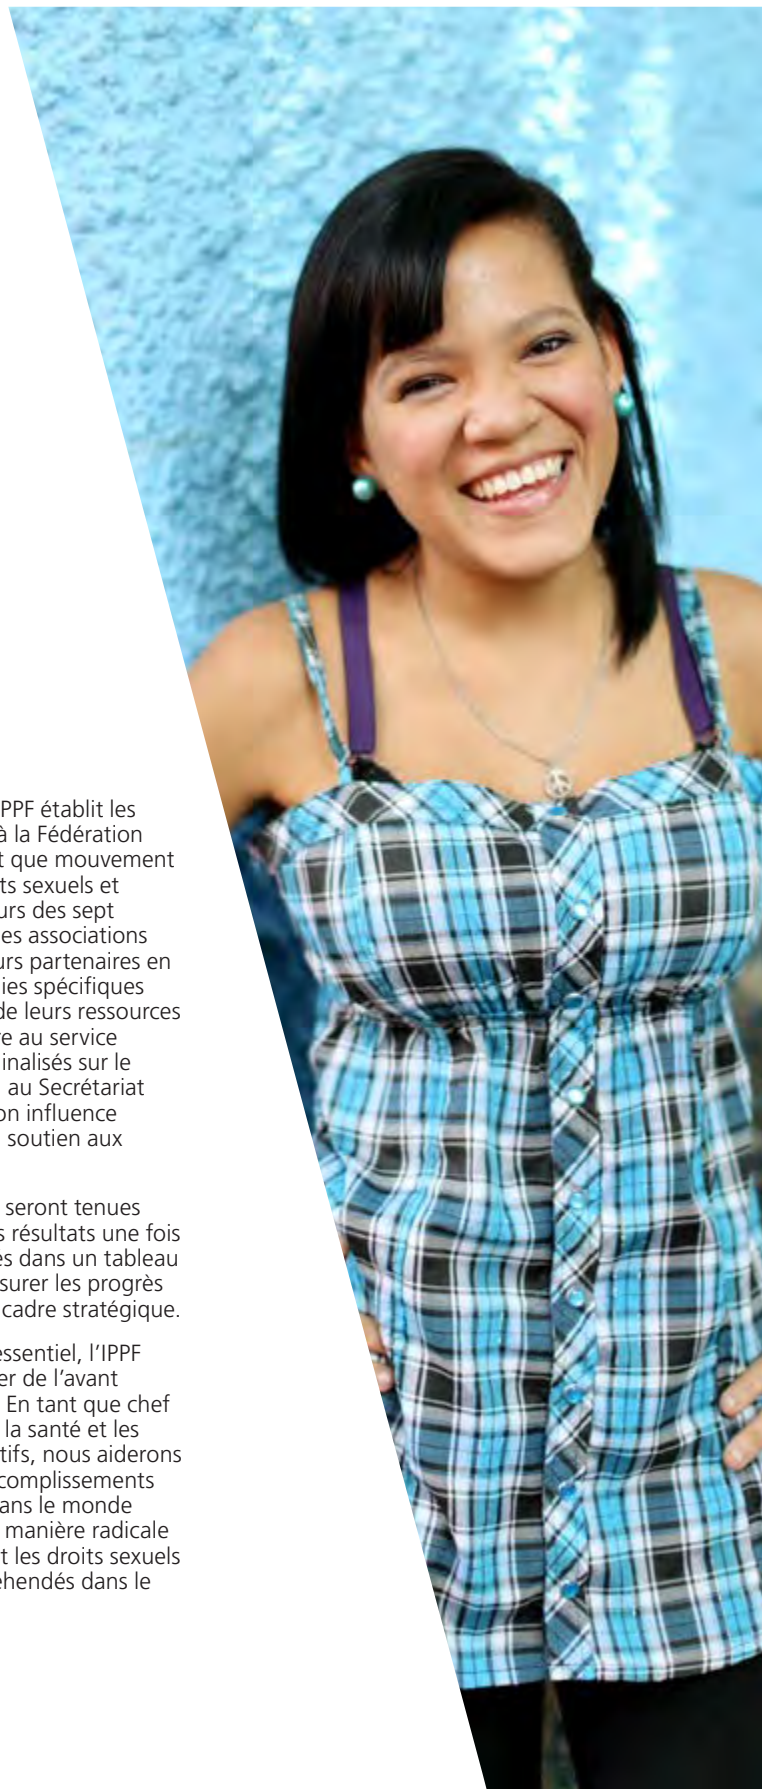 PPF établit les
à la Fédération
t que mouvement
ts sexuels et
urs des sept
es associations
urs partenaires en
ies spécifiques
de leurs ressources
re au service
inalisés sur le
au Secrétariat
on influence
soutien aux
seront tenues
s résultats une fois
es dans un tableau
surer les progrès
cadre stratégique.
essentiel, l’IPPF
er de l’avant
En tant que chef
la santé et les
tifs, nous aiderons
complissements
ans le monde
manière radicale
t les droits sexuels
éhendés dans le